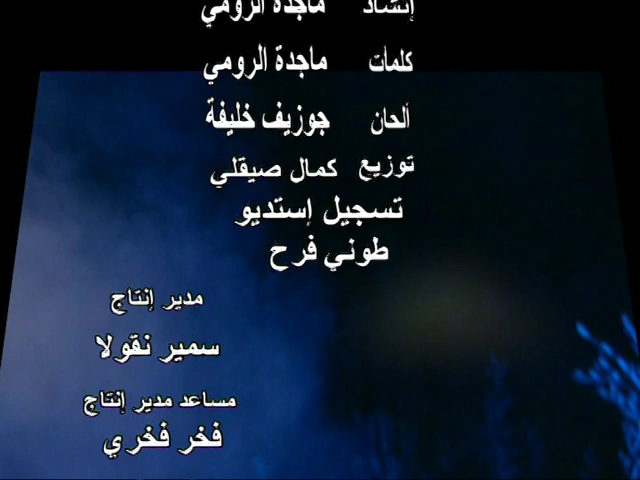 إنشاد ماجدة الرومي
كلمات ماجدة الرومي
ألحان جوزيف خليفة
توزيع كمال صيقلي
تسجيل إستديو
طوني فرح
مدير إنتاج
سمير نقولا
مساعد مدير إنتاج
فخر فخري